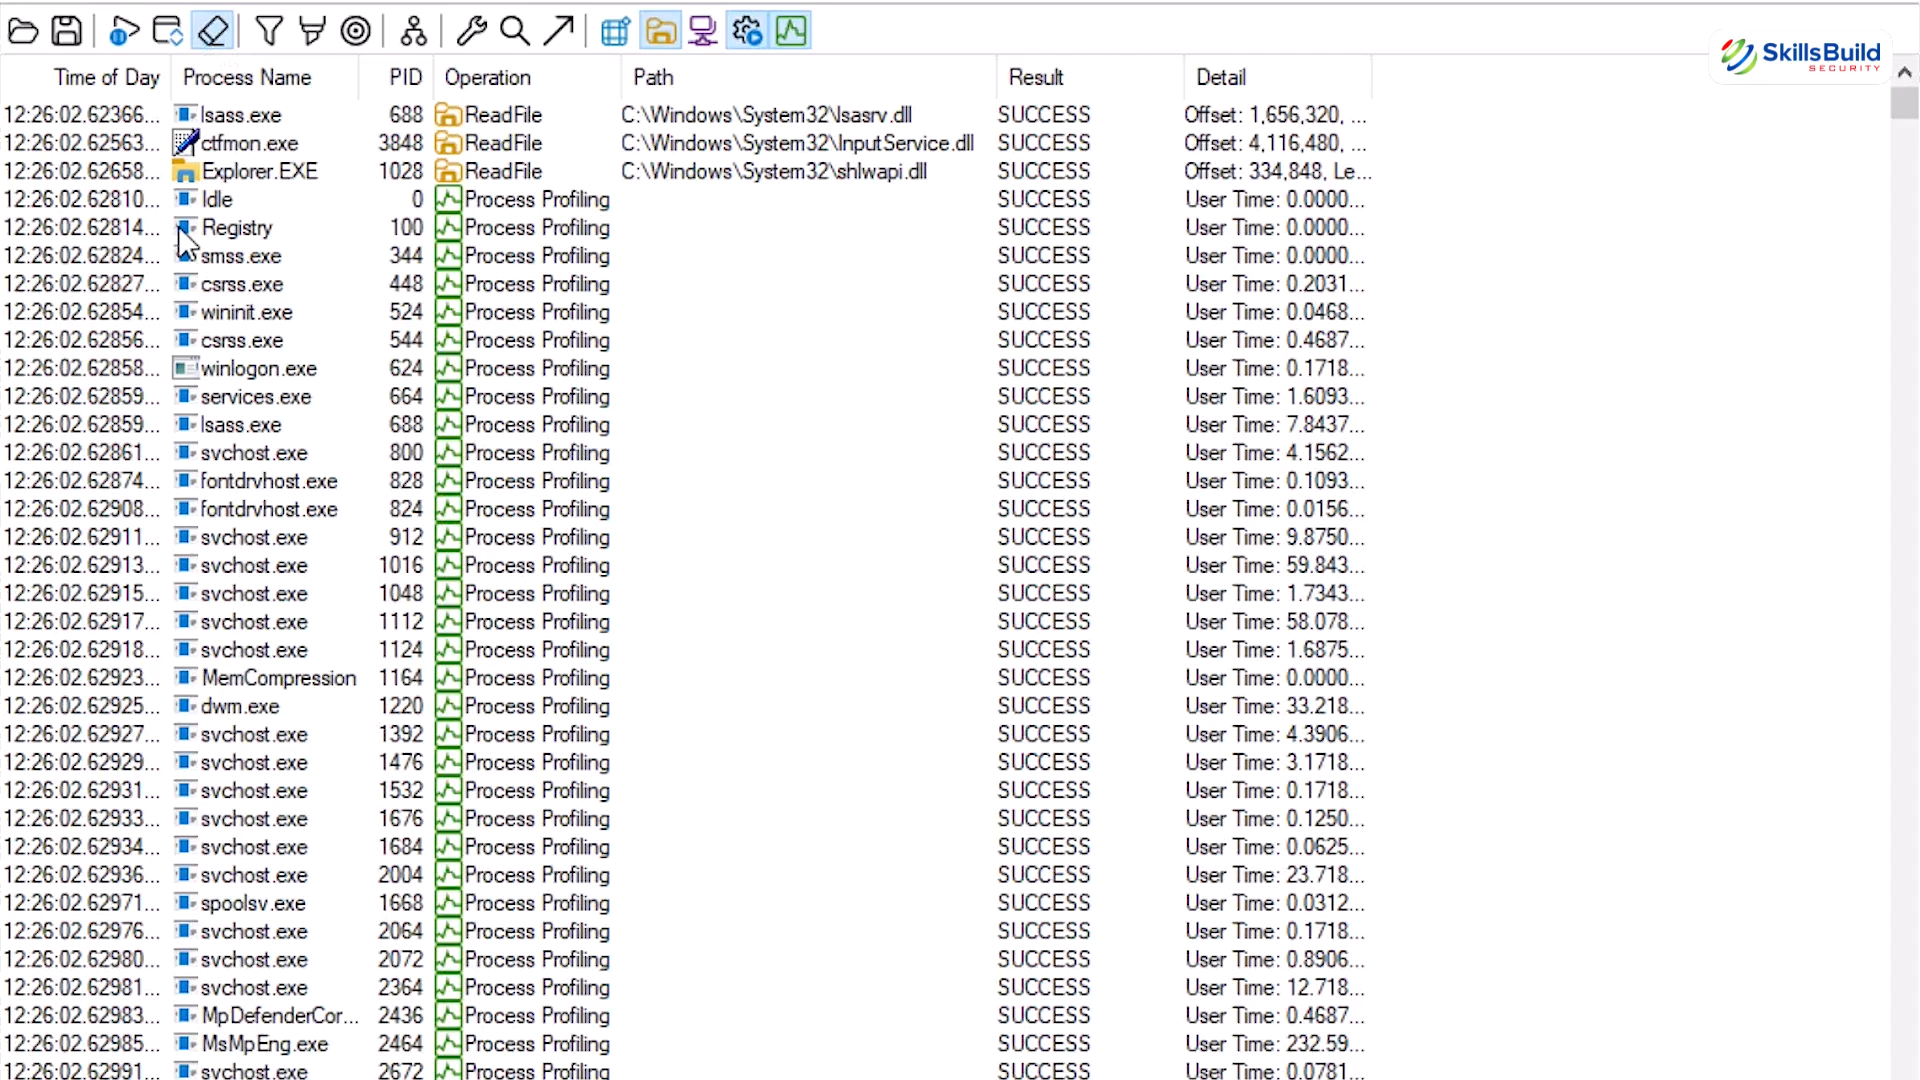 SkillsBuild
SECURITY
Time of Day Process Name PID Operation Path Result Detail
12:26:02.62366... lsass.exe 688 ReadFile C:\Windows\System32\lsasrv.dll SUCCESS Offset: 1,656,320, ...
12:26:02.62563... ctfmon.exe 3848 ReadFile C:\Windows\System32\InputService.dll SUCCESS Offset: 4,116,480, ...
12:26:02.62658... Explorer.EXE 1028 ReadFile C:\Windows\System32\shlwapi.dll SUCCESS Offset: 334,848, Le...
12:26:02.62810... Idle 0 Process Profiling SUCCESS User Time: 0.0000...
12:26:02.62814... Registry 100 Process Profiling SUCCESS User Time: 0.0000...
12:26:02.62824... smss.exe 344 Process Profiling SUCCESS User Time: 0.0000...
12:26:02.62827... csrss.exe 448 Process Profiling SUCCESS User Time: 0.2031...
12:26:02.62854... wininit.exe 524 Process Profiling SUCCESS User Time: 0.0468...
12:26:02.62856... csrss.exe 544 Process Profiling SUCCESS User Time: 0.4687...
12:26:02.62858... winlogon.exe 624 Process Profiling SUCCESS User Time: 0.1718...
12:26:02.62859... services.exe 664 Process Profiling SUCCESS User Time: 1.6093...
12:26:02.62859... lsass.exe 688 Process Profiling SUCCESS User Time: 7.8437...
12:26:02.62861... svchost.exe 800 Process Profiling SUCCESS User Time: 4.1562...
12:26:02.62874... fontdrvhost.exe 828 Process Profiling SUCCESS User Time: 0.1093...
12:26:02.62908... fontdrvhost.exe 824 Process Profiling SUCCESS User Time: 0.0156...
12:26:02.62911... svchost.exe 912 Process Profiling SUCCESS User Time: 9.8750...
12:26:02.62913... svchost.exe 1016 Process Profiling SUCCESS User Time: 59.843...
12:26:02.62915... svchost.exe 1048 Process Profiling SUCCESS User Time: 1.7343...
12:26:02.62917... svchost.exe 1112 Process Profiling SUCCESS User Time: 58.078...
12:26:02.62918... svchost.exe 1124 Process Profiling SUCCESS User Time: 1.6875...
12:26:02.62923... MemCompression 1164 Process Profiling SUCCESS User Time: 0.0000...
12:26:02.62925... dwm.exe 1220 Process Profiling SUCCESS User Time: 33.218...
12:26:02.62927... svchost.exe 1392 Process Profiling SUCCESS User Time: 4.3906...
12:26:02.62929... svchost.exe 1476 Process Profiling SUCCESS User Time: 3.1718...
12:26:02.62931... svchost.exe 1532 Process Profiling SUCCESS User Time: 0.1718...
12:26:02.62933... svchost.exe 1676 Process Profiling SUCCESS User Time: 0.1250...
12:26:02.62934... svchost.exe 1684 Process Profiling SUCCESS User Time: 0.0625...
12:26:02.62936... svchost.exe 2004 Process Profiling SUCCESS User Time: 23.718...
12:26:02.62971... spoolsv.exe 1668 Process Profiling SUCCESS User Time: 0.0312...
12:26:02.62976... svchost.exe 2064 Process Profiling SUCCESS User Time: 0.1718...
12:26:02.62980... svchost.exe 2072 Process Profiling SUCCESS User Time: 0.8906...
12:26:02.62981... svchost.exe 2364 Process Profiling SUCCESS User Time: 12.718...
12:26:02.62983... MpDefenderCor... 2436 Process Profiling SUCCESS User Time: 0.4687...
12:26:02.62985... MsMpEng.exe 2464 Process Profiling SUCCESS User Time: 232.59...
12:26:02.62991... svchost.exe 2672 Process Profiling SUCCESS User Time: 0.0781...